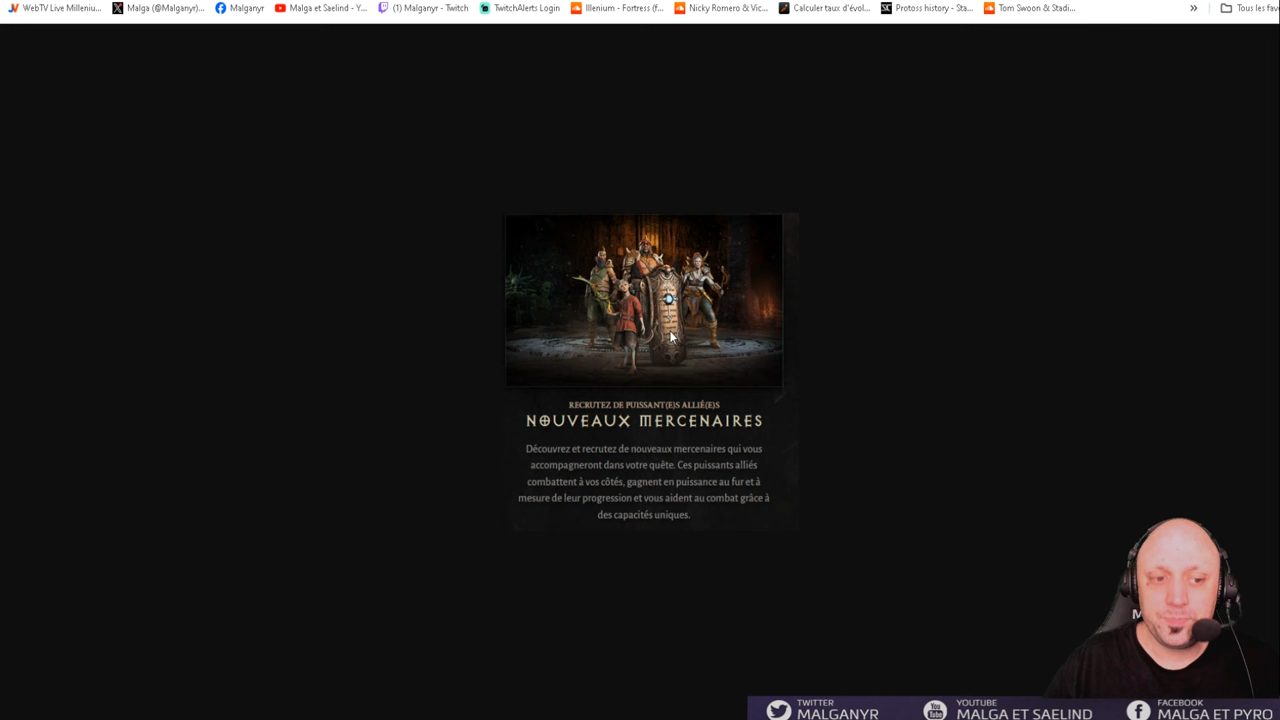 WebTV Live Milleniu... Malga (@Malganyr)... Malganyr Malga et Saelind - Y... (1) Malganyr - Twitch TwitchAlerts Login Illenium - Fortress (f... Nicky Romero & Vic... Calculer taux d'évol... Protoss history - Sta... Tom Swoon & Stadi... » Tous les fav
RECRUTEZ DE PUISSANT(E)S ALLIÉ(E)S
NOUVEAUX MERCENAIRES
Découvrez et recrutez de nouveaux mercenaires qui vous
accompagneront dans votre quête. Ces puissants alliés
combattent à vos côtés, gagnent en puissance au fur et à
mesure de leur progression et vous aident au combat grâce à
des capacités uniques.
TWITTER
MALGANYR
YOUTUBE
MALGA ET SAELIND
FACEBOOK
MALGA ET PYRO